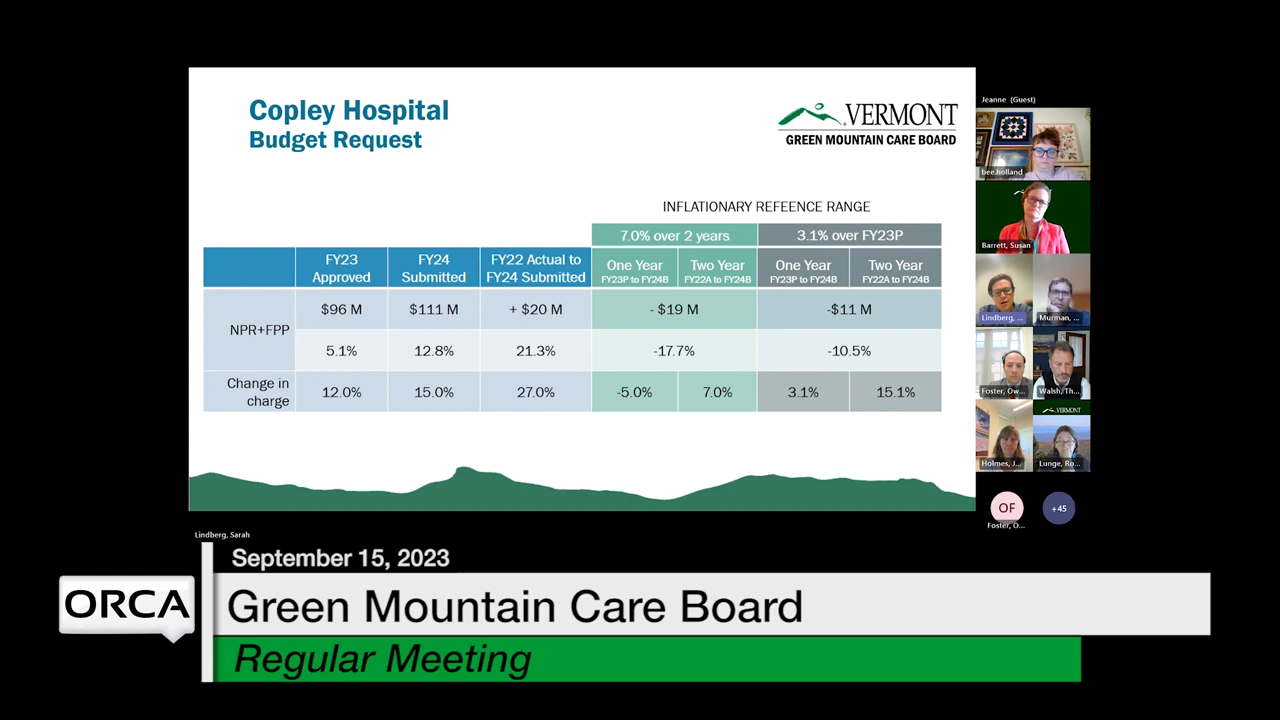 Copley Hospital
Budget Request
VERMONT
GREEN MOUNTAIN CARE BOARD
INFLATIONARY REFEENCE RANGE
7.0% over 2 years 3.1% over FY23P
FY23 Approved FY24 Submitted FY22 Actual to FY24 Submitted One Year FY23P to FY24B Two Year FY22A to FY24B One Year FY23P to FY24B Two Year FY22A to FY24B
NPR+FPP $96 M $111 M + $20 M - $19 M -$11 M
5.1% 12.8% 21.3% -17.7% -10.5%
Change in charge 12.0% 15.0% 27.0% -5.0% 7.0% 3.1% 15.1%
Jeanne (Guest)
bee.holland
Barrett, Susan
Lindberg, ... Murman, ...
Foster, Ow... Walsh, Th...
VERMONT
Holmes, J... Lunge, Ro...
OF +45
Foster, O...
Lindberg, Sarah
September 15, 2023
ORCA
Green Mountain Care Board
Regular Meeting